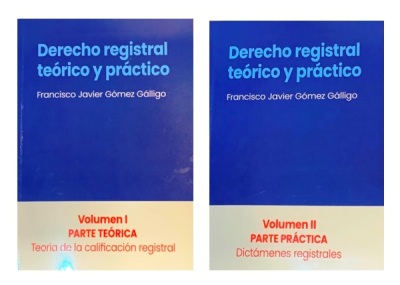 Derecho registral
teórico y práctico
Francisco Javier Gómez Gálligo
Volumen I
PARTE TEÓRICA
Teoría de la calificación registral
Derecho registral
teórico y práctico
Francisco Javier Gómez Gálligo
Volumen II
PARTE PRÁCTICA
Dictámenes registrales